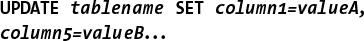 UPDATE tablename SET column1=valueA,
column5=valueB...